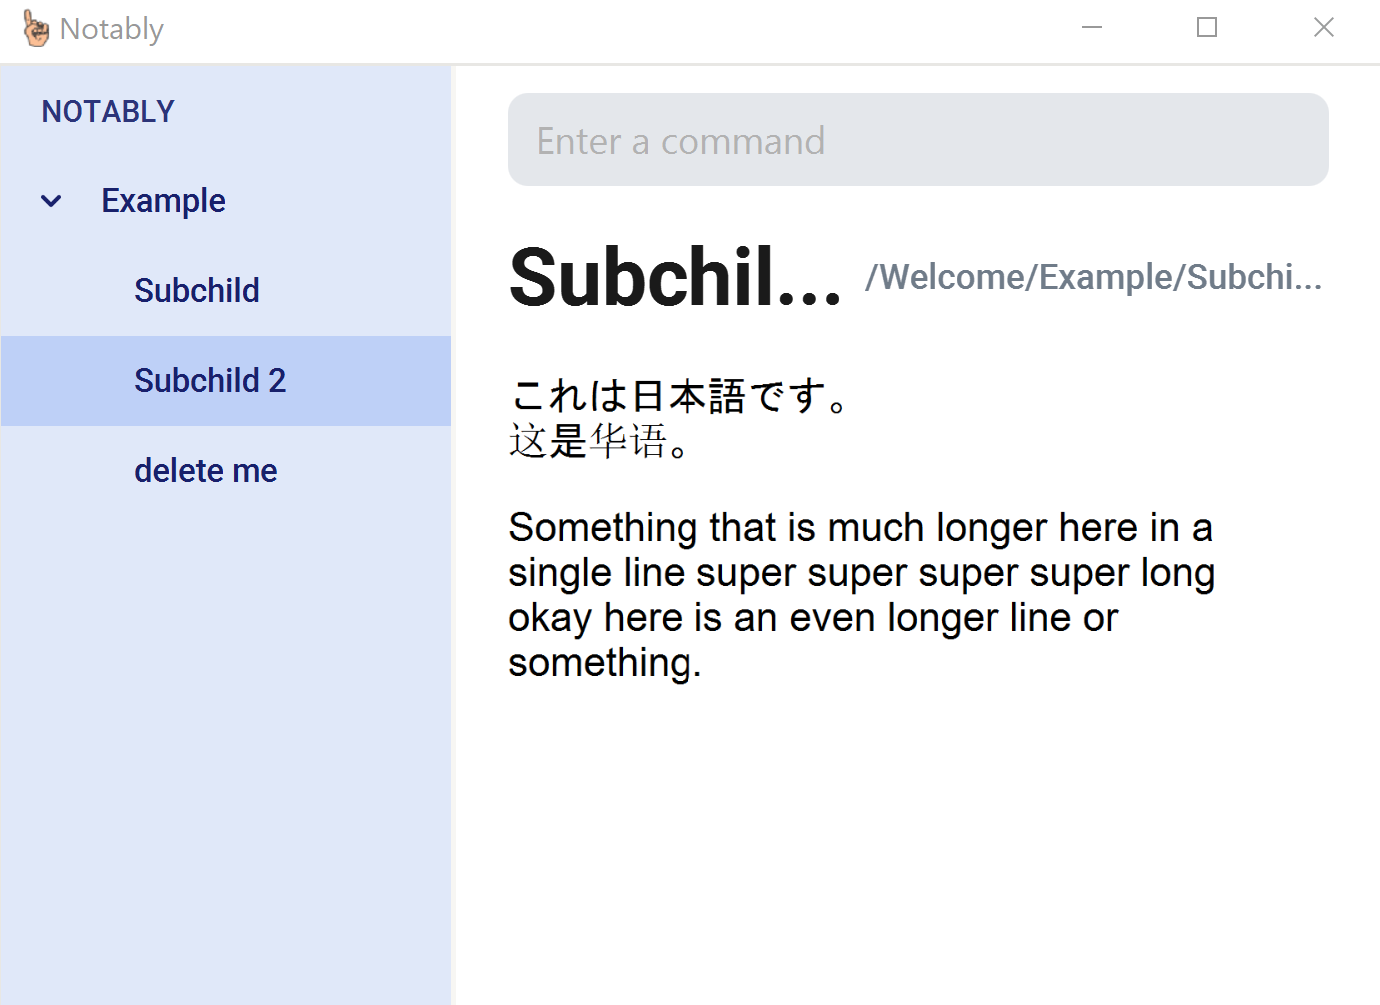 Notably
NOTABLY
Example
Subchild
Subchild 2
delete me
Enter a command
Subchil...
/Welcome/Example/Subchi...
これは日本語です。
这是华语。
Something that is much longer here in a
single line super super super super long
okay here is an even longer line or
something.